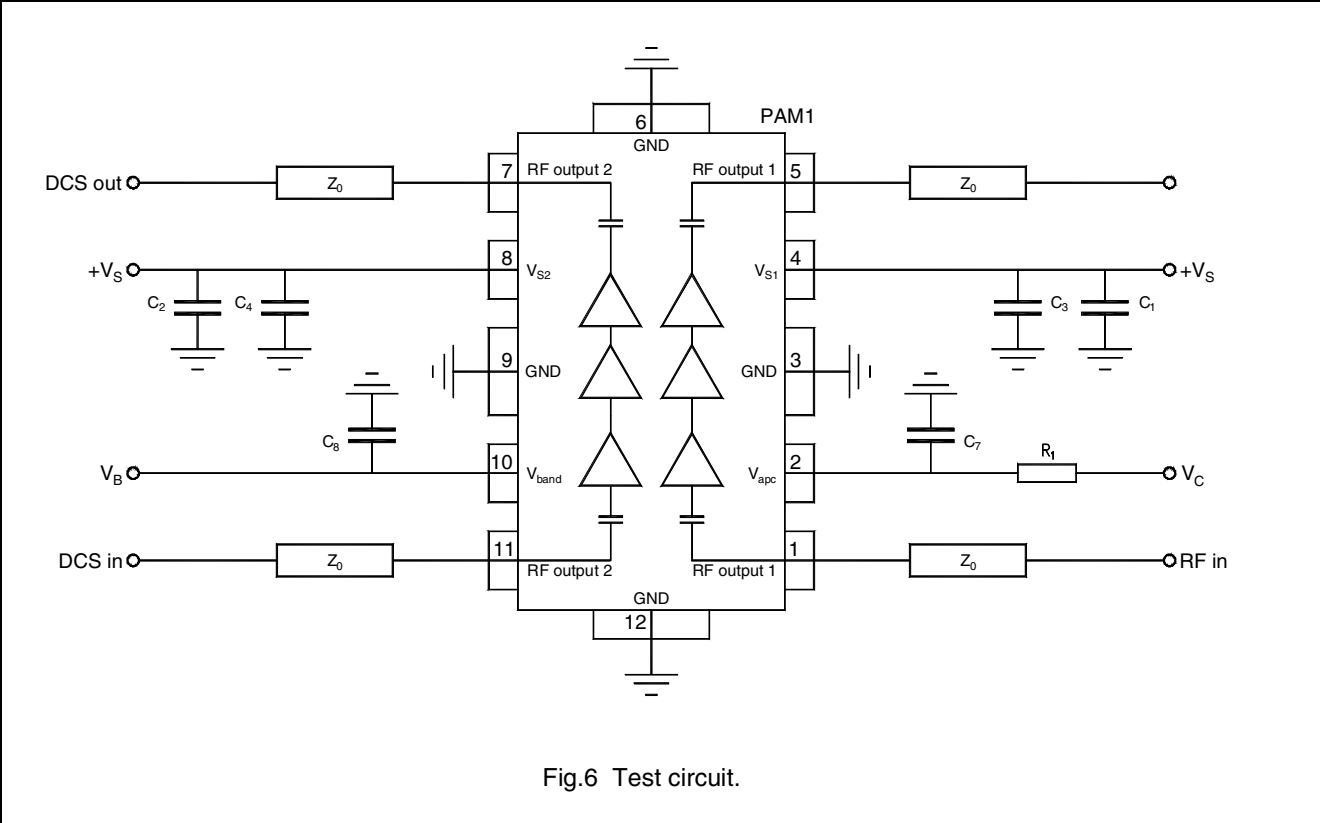 PAM1
6
GND
DCS out
Z0
7
RF output 2
RF output 1
5
Z0
+VS
8
VS2
VS1
4
+VS
C2
C4
C3
C1
9
GND
GND
3
C8
C7
R1
VB
10
Vband
Vapc
2
VC
DCS in
Z0
11
RF output 2
RF output 1
1
Z0
RF in
GND
12
Fig.6 Test circuit.